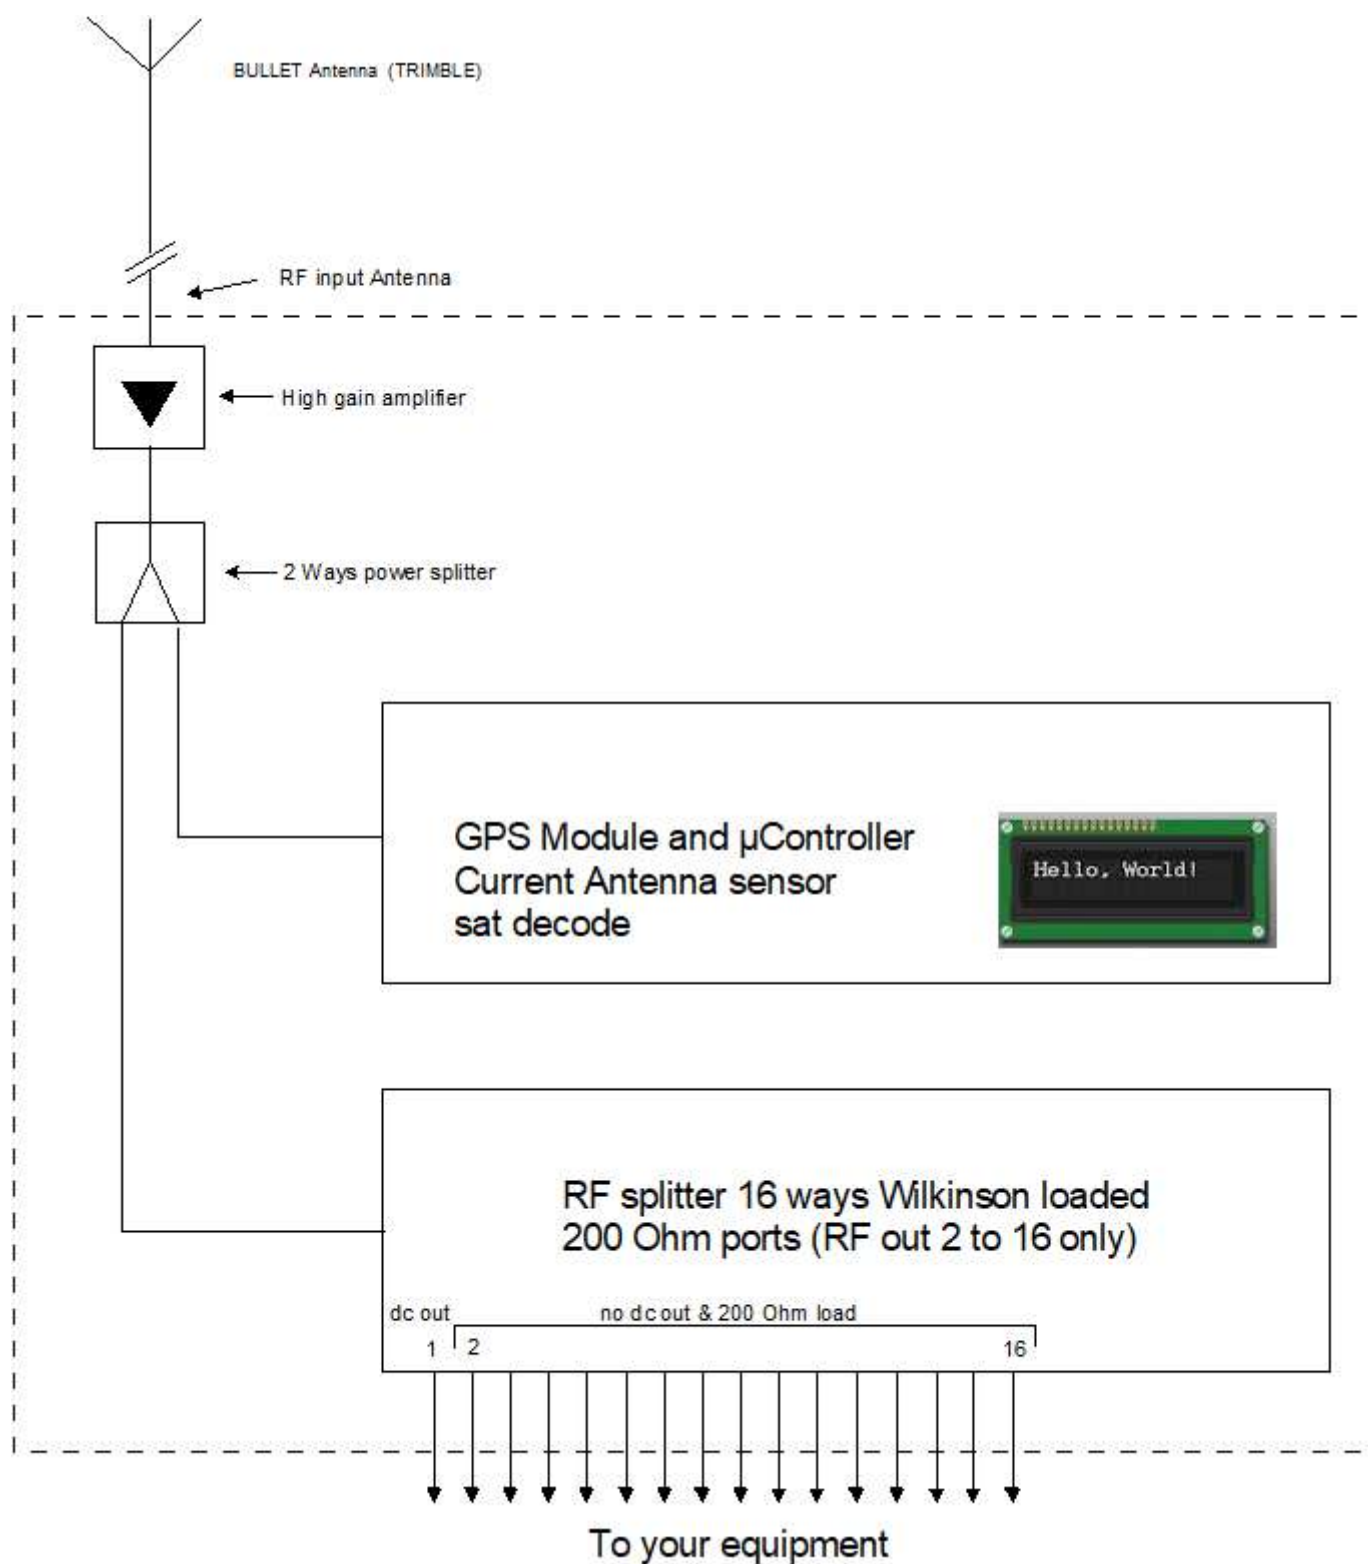 BULLET Antenna (TRIMBLE)
RF input Antenna
High gain amplifier
2 Ways power splitter
GPS Module and µController
Current Antenna sensor
sat decode
Hello, World!
RF splitter 16 ways Wilkinson loaded
200 Ohm ports (RF out 2 to 16 only)
dc out
no dc out & 200 Ohm load
1 2 16
To your equipment